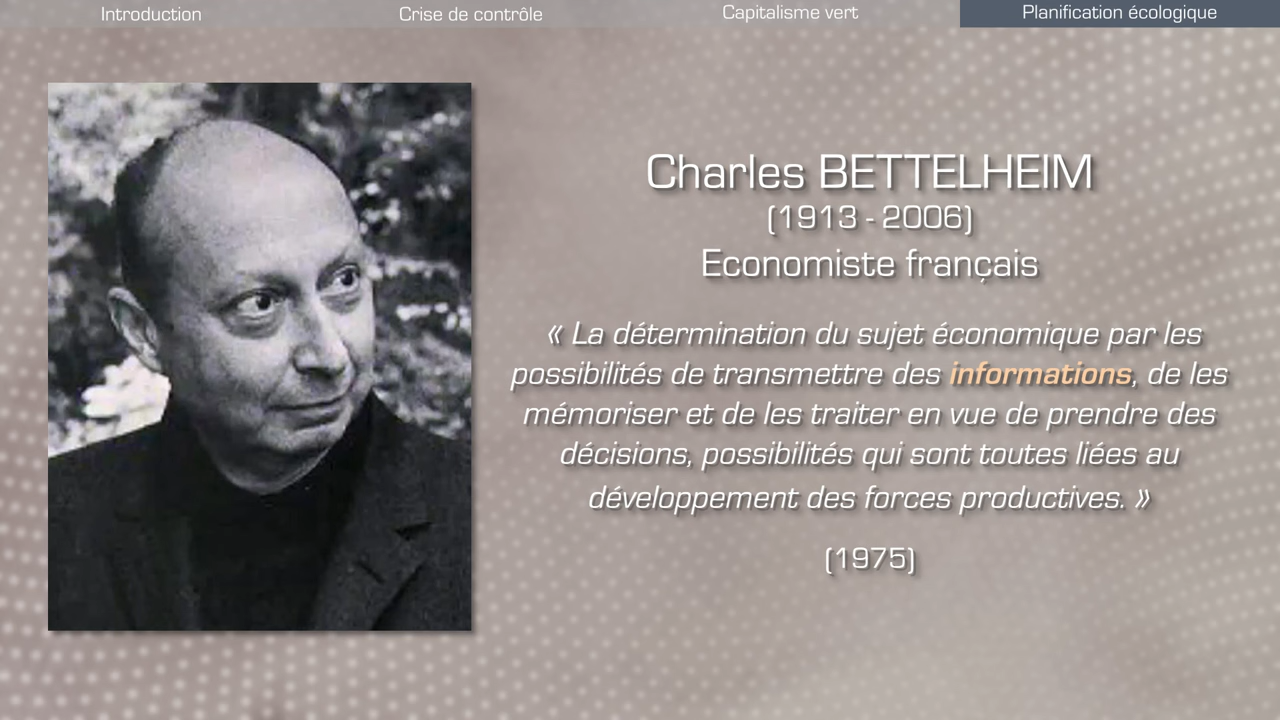 Introduction
Crise de contrôle
Capitalisme vert
Planification écologique
Charles BETTELHEIM
(1913 - 2006)
Economiste français
« La détermination du sujet économique par les
possibilités de transmettre des informations, de les
mémoriser et de les traiter en vue de prendre des
décisions, possibilités qui sont toutes liées au
développement des forces productives. »
(1975)